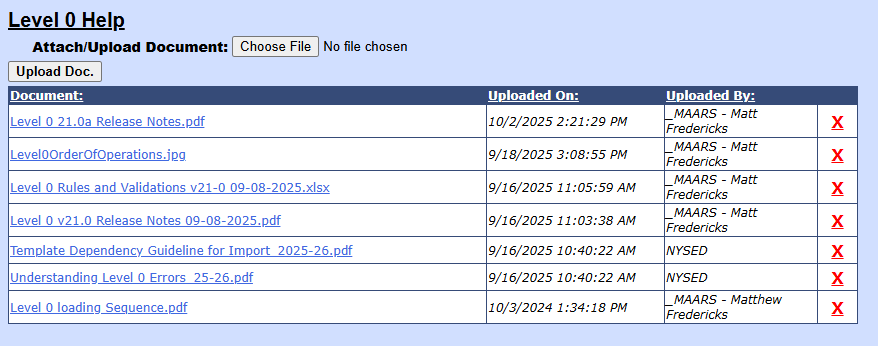 Level 0 Help
Attach/Upload Document: Choose File No file chosen
Upload Doc.
Document: Uploaded On: Uploaded By:
Level 0 21.0a Release Notes.pdf 10/2/2025 2:21:29 PM _MAARS - Matt Fredericks X
Level0OrderOfOperations.jpg 9/18/2025 3:08:55 PM _MAARS - Matt Fredericks X
Level 0 Rules and Validations v21-0 09-08-2025.xlsx 9/16/2025 11:05:59 AM _MAARS - Matt Fredericks X
Level 0 v21.0 Release Notes 09-08-2025.pdf 9/16/2025 11:03:38 AM _MAARS - Matt Fredericks X
Template Dependency Guideline for Import_2025-26.pdf 9/16/2025 10:40:22 AM NYSED X
Understanding Level 0 Errors_25-26.pdf 9/16/2025 10:40:22 AM NYSED X
Level 0 loading Sequence.pdf 10/3/2024 1:34:18 PM _MAARS - Matthew Fredericks X